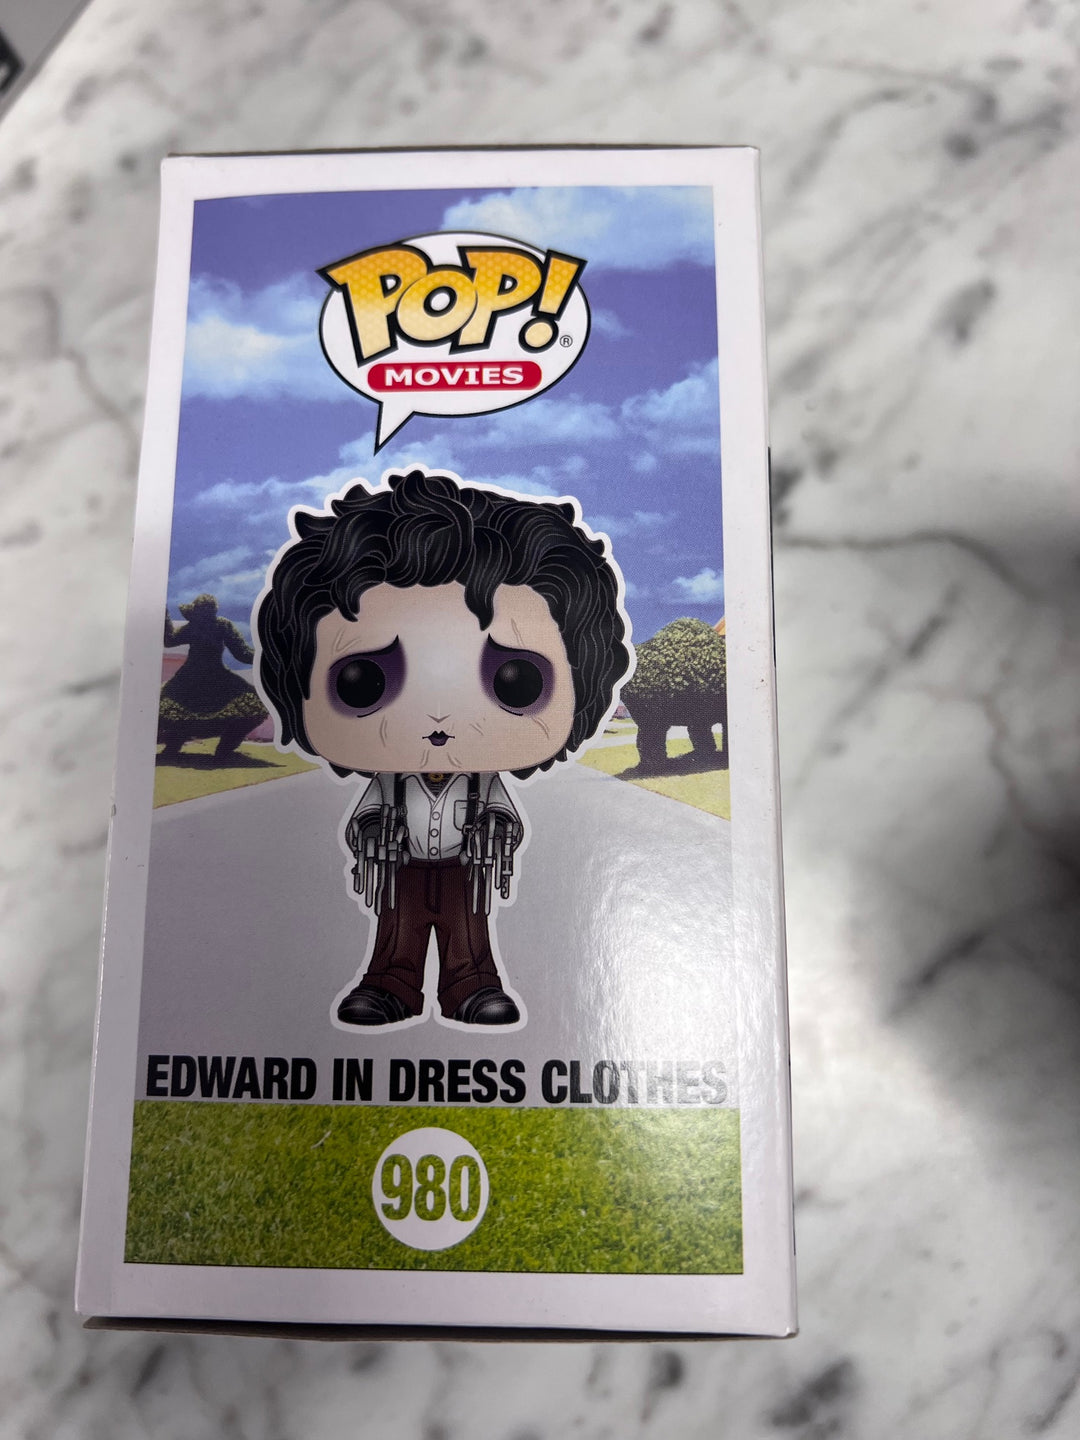 POP!®
MOVIES
EDWARD IN DRESS CLOTHES
980